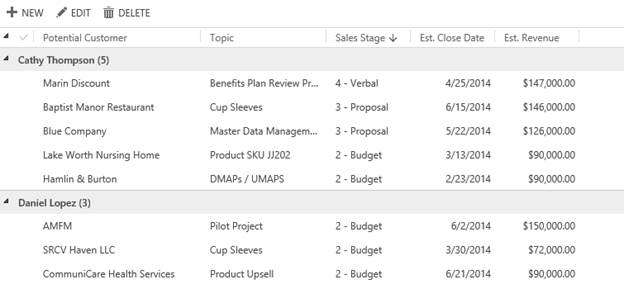 NEW EDIT DELETE
Potential Customer Topic Sales Stage Est. Close Date Est. Revenue
Cathy Thompson (5)
Marin Discount Benefits Plan Review Pr... 4 - Verbal 4/25/2014 $147,000.00
Baptist Manor Restaurant Cup Sleeves 3 - Proposal 6/15/2014 $146,000.00
Blue Company Master Data Managem... 3 - Proposal 5/22/2014 $126,000.00
Lake Worth Nursing Home Product SKU JJ202 2 - Budget 3/13/2014 $90,000.00
Hamlin & Burton DMAPs / UMAPS 2 - Budget 2/23/2014 $90,000.00
Daniel Lopez (3)
AMFM Pilot Project 2 - Budget 6/2/2014 $150,000.00
SRCV Haven LLC Cup Sleeves 2 - Budget 3/30/2014 $72,000.00
CommuniCare Health Services Product Upsell 2 - Budget 6/21/2014 $90,000.00